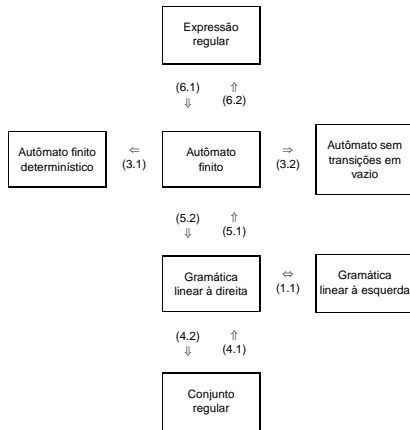 Expressão
regular
(6.1) ⇑
⇓ (6.2)
Autômato finito
determinístico
⇐
(3.1)
Autômato
finito
⇒
(3.2)
Autômato sem
transições em
vazio
(5.2) ⇑
⇓ (5.1)
Gramática
linear à direita
⇔
(1.1)
Gramática
linear à esquerda
(4.2) ⇑
⇓ (4.1)
Conjunto
regular